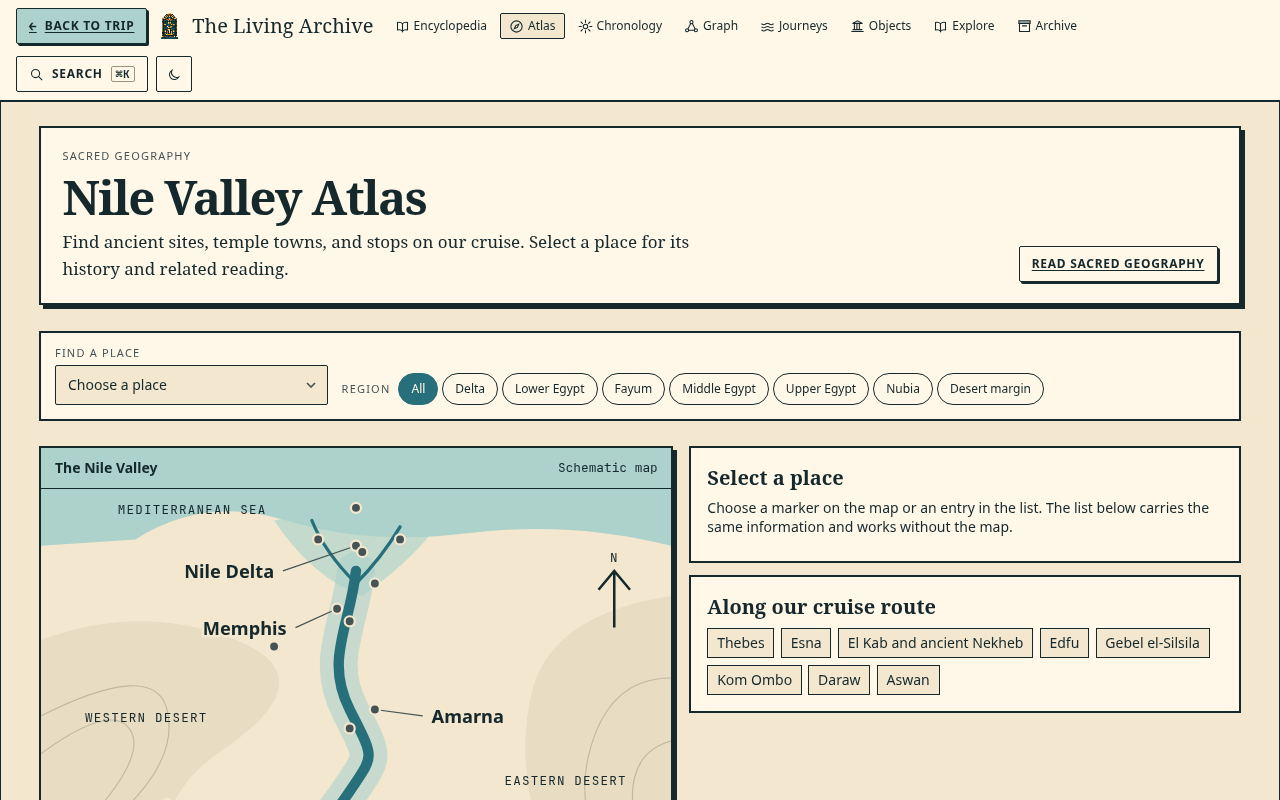 ← BACK TO TRIP
The Living Archive
Encyclopedia
Atlas
Chronology
Graph
Journeys
Objects
Explore
Archive
SEARCH ⌘K
SACRED GEOGRAPHY
Nile Valley Atlas
Find ancient sites, temple towns, and stops on our cruise. Select a place for its
history and related reading.
READ SACRED GEOGRAPHY
FIND A PLACE
Choose a place
REGION
All
Delta
Lower Egypt
Fayum
Middle Egypt
Upper Egypt
Nubia
Desert margin
The Nile Valley
Schematic map
MEDITERRANEAN SEA
N
Nile Delta
Memphis
WESTERN DESERT
Amarna
EASTERN DESERT
Select a place
Choose a marker on the map or an entry in the list. The list below carries the
same information and works without the map.
Along our cruise route
Thebes
Esna
El Kab and ancient Nekheb
Edfu
Gebel el-Silsila
Kom Ombo
Daraw
Aswan